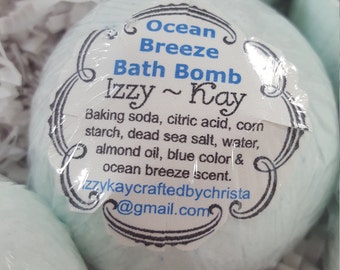 Ocean
Breeze
Bath Bomb
Izzy ~ Kay
Baking soda, citric acid, corn
starch, dead sea salt, water,
almond oil, blue color &
ocean breeze scent.
izzykaycraftedbychrista
@gmail.com